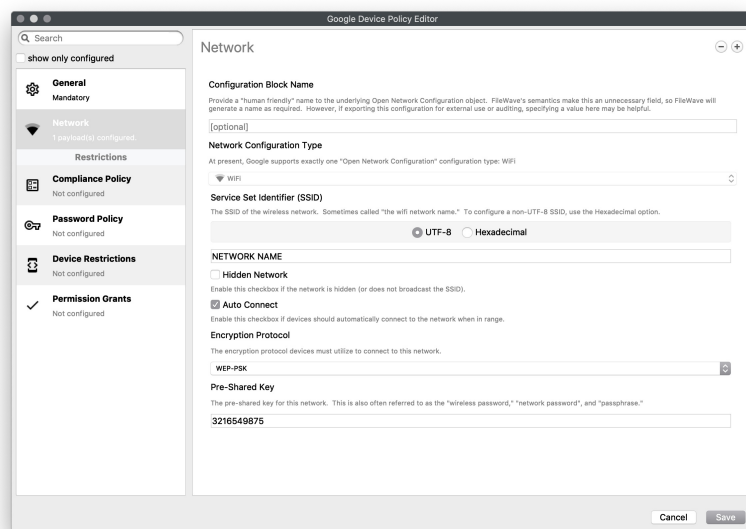 Google Device Policy Editor
Search
show only configured
General
Mandatory
Network
1 payload(s) configured.
Restrictions
Compliance Policy
Not configured
Password Policy
Not configured
Device Restrictions
Not configured
Permission Grants
Not configured
Network
Configuration Block Name
Provide a "human friendly" name to the underlying Open Network Configuration object. FileWave's semantics make this an unnecessary field, so FileWave will
generate a name as required. However, if exporting this configuration for external use or auditing, specifying a value here may be helpful.
[optional]
Network Configuration Type
At present, Google supports exactly one "Open Network Configuration" configuration type: WiFi
WiFi
Service Set Identifier (SSID)
The SSID of the wireless network. Sometimes called "the wifi network name." To configure a non-UTF-8 SSID, use the Hexadecimal option.
UTF-8 Hexadecimal
NETWORK NAME
Hidden Network
Enable this checkbox if the network is hidden (or does not broadcast the SSID).
Auto Connect
Enable this checkbox if devices should automatically connect to the network when in range.
Encryption Protocol
The encryption protocol devices must utilize to connect to this network.
WEP-PSK
Pre-Shared Key
The pre-shared key for this network. This is also often referred to as the "wireless password," "network password", and "passphrase."
3216549875
Cancel Save